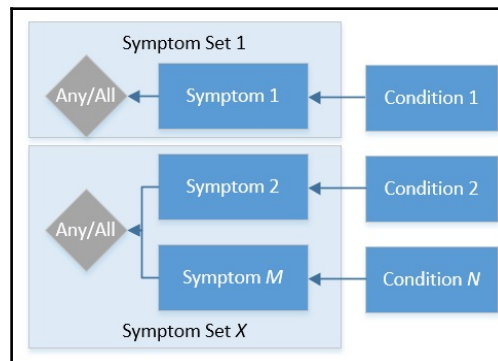 Symptom Set 1
Any/All
Symptom 1
Condition 1
Symptom 2
Condition 2
Any/All
Symptom M
Condition N
Symptom Set X